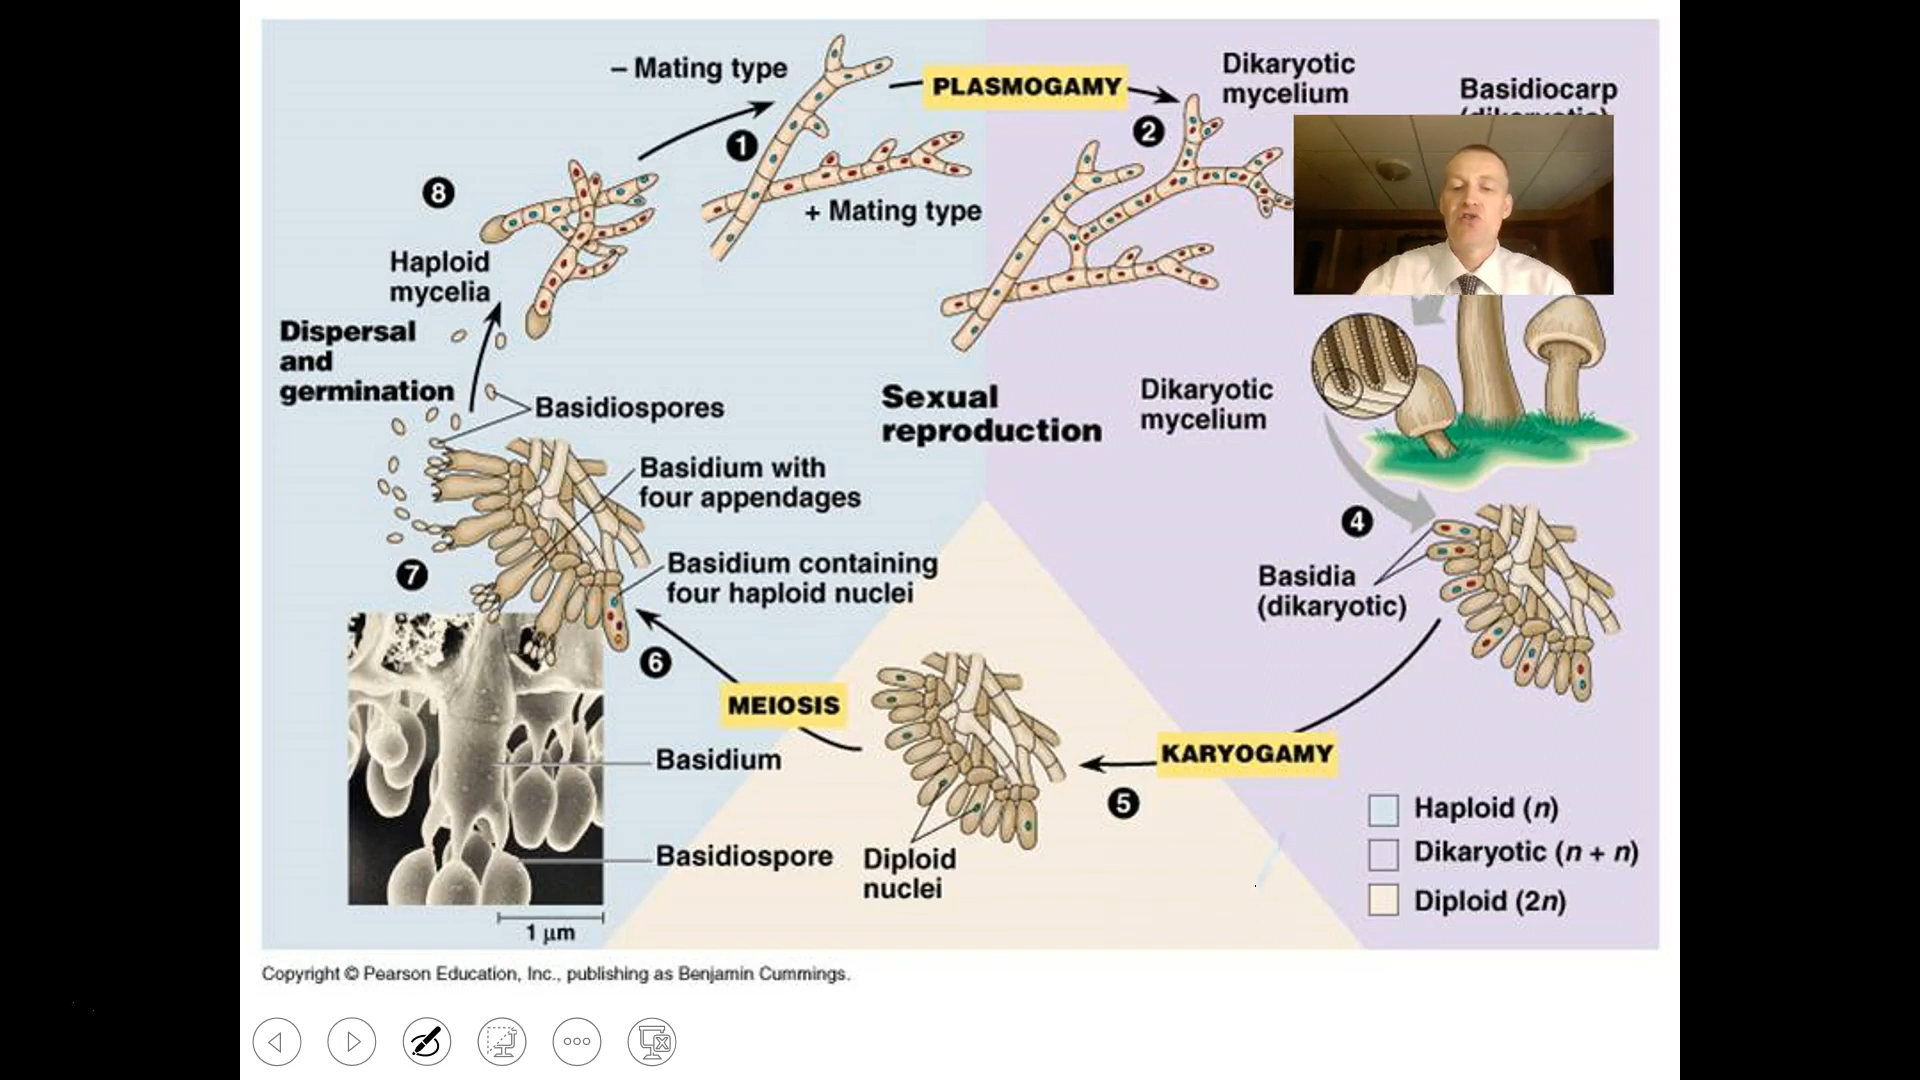 – Mating type
PLASMOGAMY
Dikaryotic
mycelium
Basidiocarp
(dikaryotic)
1
2
8
+ Mating type
Haploid
mycelia
Dispersal
and
germination
Basidiospores
Sexual
reproduction
Dikaryotic
mycelium
Basidium with
four appendages
4
Basidium containing
four haploid nuclei
Basidia
(dikaryotic)
7
6
MEIOSIS
KARYOGAMY
Basidium
5
Haploid (n)
Dikaryotic (n + n)
Diploid (2n)
Basidiospore
Diploid
nuclei
1 µm
Copyright © Pearson Education, Inc., publishing as Benjamin Cummings.